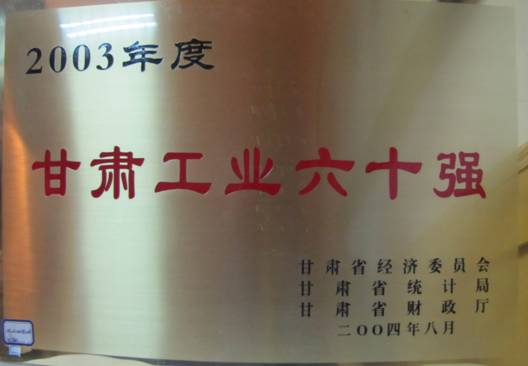 2003年度
甘肃工业六十强
甘肃省经济委员会
甘肃省统计局
甘肃省财政厅
二OO四年八月